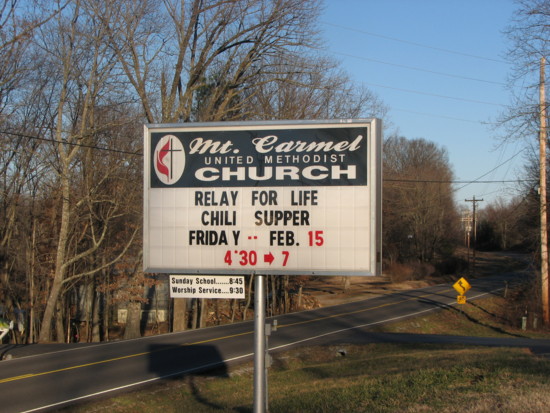 Mt. Carmel
UNITED METHODIST
CHURCH
RELAY FOR LIFE
CHILI SUPPER
FRIDAY -- FEB. 15
4:30 → 7
Sunday School......8:45
Worship Service...9:30